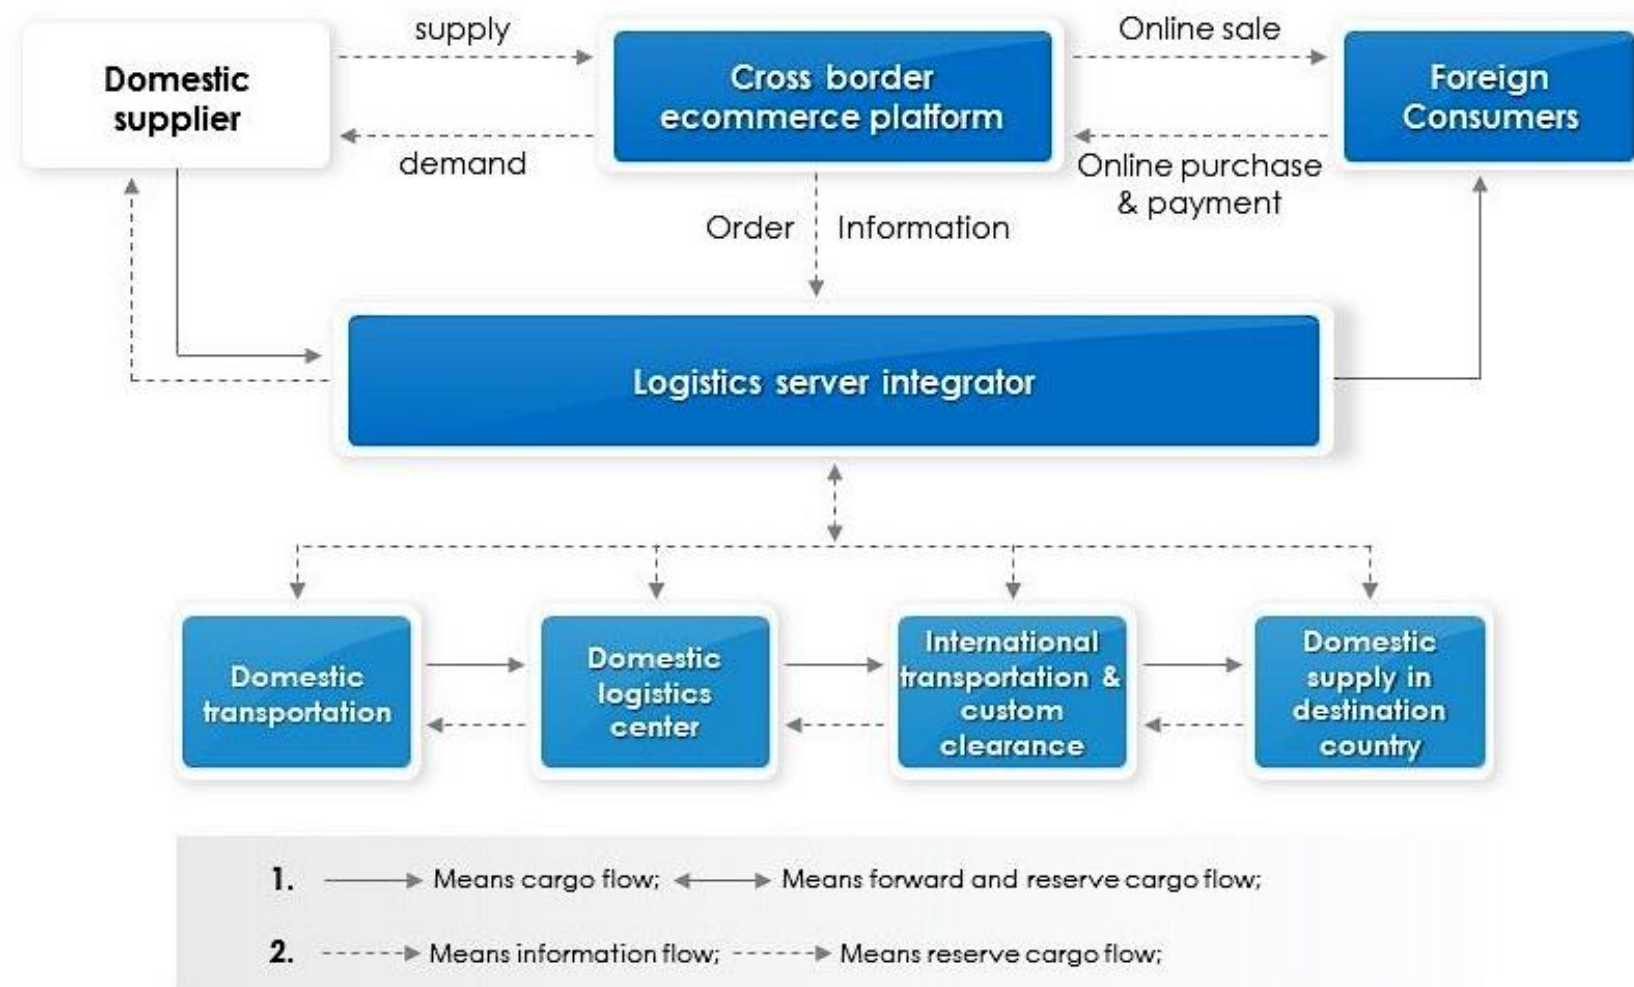 supply
Online sale
Domestic
supplier
Cross border
ecommerce platform
Foreign
Consumers
demand
Online purchase
& payment
Order Information
Logistics server integrator
Domestic
transportation
Domestic
logistics
center
International
transportation &
custom
clearance
Domestic
supply in
destination
country
1. Means cargo flow; Means forward and reserve cargo flow;
2. Means information flow; Means reserve cargo flow;